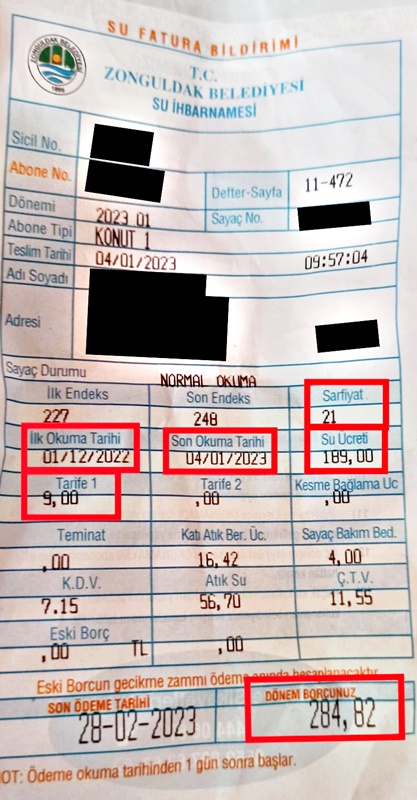 SU FATURA BİLDİRİMİ
T.C.
ZONGULDAK BELEDİYESİ
SU İHBARNAMESİ
ZONGULDAK BELEDİYESİ
1899
Sicil No.
Abone No.
Defter-Sayfa 11-472
Dönemi 2023 01 Sayaç No.
Abone Tipi KONUT 1
Teslim Tarihi 04/01/2023 09:57:04
Adı Soyadı
Adresi
Sayaç Durumu NORMAL OKUMA
İlk Endeks Son Endeks Sarfiyat
227 248 21
İlk Okuma Tarihi Son Okuma Tarihi Su Ücreti
01/12/2022 04/01/2023 189,00
Tarife 1 Tarife 2 Kesme Bağlama Üc
9,00 ,00 ,00
Teminat Katı Atık Ber. Üc. Sayaç Bakım Bed.
,00 16,42 4,00
K.D.V. Atık Su Ç.T.V.
7.15 56,70 11,55
Eski Borç
,00 TL ,00
Eski Borcun gecikme zammı ödeme anında hesaplanacaktır
SON ÖDEME TARİHİ DÖNEM BORCUNUZ
28-02-2023 284,82
NOT: Ödeme okuma tarihinden 1 gün sonra başlar.